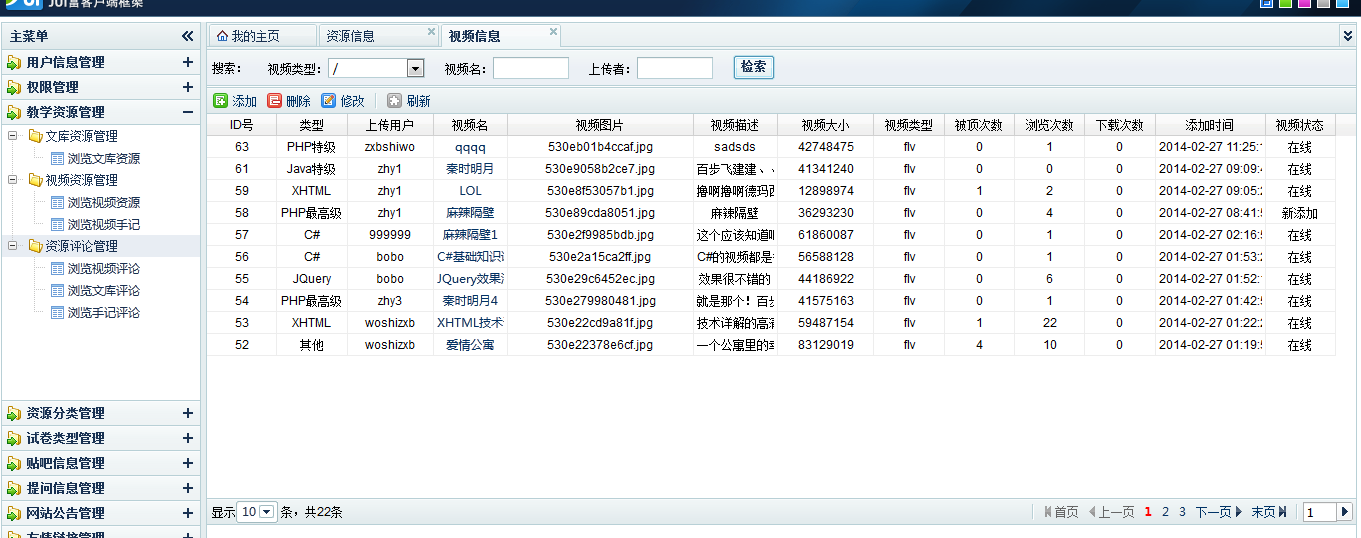 JUI富客户端框架
主菜单
用户信息管理
权限管理
教学资源管理
文库资源管理
浏览文库资源
视频资源管理
浏览视频资源
浏览视频手记
资源评论管理
浏览视频评论
浏览文库评论
浏览手记评论
资源分类管理
试卷类型管理
贴吧信息管理
提问信息管理
网站公告管理
我的主页 资源信息 视频信息
搜索： 视频类型： / 视频名： 上传者： 检索
添加 删除 修改 刷新
ID号 类型 上传用户 视频名 视频图片 视频描述 视频大小 视频类型 被顶次数 浏览次数 下载次数 添加时间 视频状态
63 PHP特级 zxbshiwo qqqq 530eb01b4ccaf.jpg sadsds 42748475 flv 0 1 0 2014-02-27 11:25: 在线
61 Java特级 zhy1 秦时明月 530e9058b2ce7.jpg 百步飞建建、、 41341240 flv 0 0 0 2014-02-27 09:09: 在线
59 XHTML zhy1 LOL 530e8f53057b1.jpg 撸啊撸啊德玛西 12898974 flv 1 2 0 2014-02-27 09:05: 在线
58 PHP最高级 zhy1 麻辣隔壁 530e89cda8051.jpg 麻辣隔壁 36293230 flv 0 4 0 2014-02-27 08:41: 新添加
57 C# 999999 麻辣隔壁1 530e2f9985bdb.jpg 这个应该知道 61860087 flv 0 1 0 2014-02-27 02:16: 在线
56 C# bobo C#基础知识 530e2a15ca2ff.jpg C#的视频都是 56588128 flv 0 1 0 2014-02-27 01:53: 在线
55 JQuery bobo JQuery效果 530e29c6452ec.jpg 效果很不错的 44186922 flv 0 6 0 2014-02-27 01:52: 在线
54 PHP最高级 zhy3 秦时明月4 530e279980481.jpg 就是那个！百步 41575163 flv 0 1 0 2014-02-27 01:42: 在线
53 XHTML woshizxb XHTML技术 530e22cd9a81f.jpg 技术详解的高 59487154 flv 1 22 0 2014-02-27 01:22: 在线
52 其他 woshizxb 爱情公寓 530e22378e6cf.jpg 一个公寓里的 83129019 flv 4 10 0 2014-02-27 01:19: 在线
显示 10 条，共22条 首页 上一页 1 2 3 下一页 末页 1